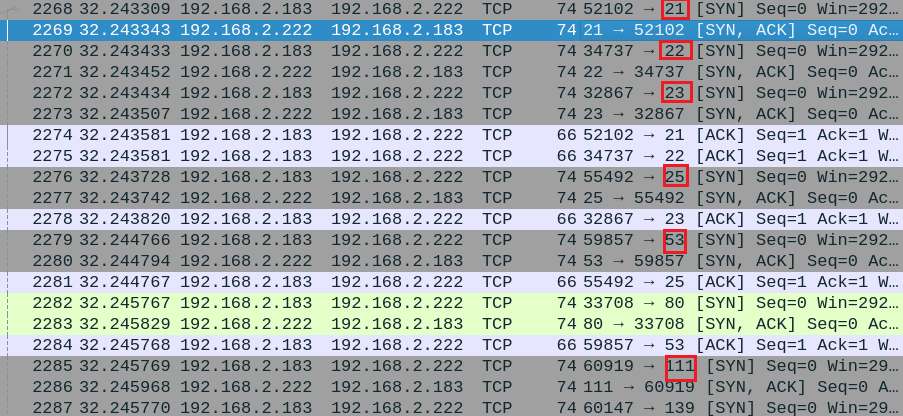 2268 32.243309 192.168.2.183 192.168.2.222 TCP 74 52102 → 21 [SYN] Seq=0 Win=292…
2269 32.243343 192.168.2.222 192.168.2.183 TCP 74 21 → 52102 [SYN, ACK] Seq=0 Ac…
2270 32.243433 192.168.2.183 192.168.2.222 TCP 74 34737 → 22 [SYN] Seq=0 Win=292…
2271 32.243452 192.168.2.222 192.168.2.183 TCP 74 22 → 34737 [SYN, ACK] Seq=0 Ac…
2272 32.243434 192.168.2.183 192.168.2.222 TCP 74 32867 → 23 [SYN] Seq=0 Win=292…
2273 32.243507 192.168.2.222 192.168.2.183 TCP 74 23 → 32867 [SYN, ACK] Seq=0 Ac…
2274 32.243581 192.168.2.183 192.168.2.222 TCP 66 52102 → 21 [ACK] Seq=1 Ack=1 W…
2275 32.243581 192.168.2.183 192.168.2.222 TCP 66 34737 → 22 [ACK] Seq=1 Ack=1 W…
2276 32.243728 192.168.2.183 192.168.2.222 TCP 74 55492 → 25 [SYN] Seq=0 Win=292…
2277 32.243742 192.168.2.222 192.168.2.183 TCP 74 25 → 55492 [SYN, ACK] Seq=0 Ac…
2278 32.243820 192.168.2.183 192.168.2.222 TCP 66 32867 → 23 [ACK] Seq=1 Ack=1 W…
2279 32.244766 192.168.2.183 192.168.2.222 TCP 74 59857 → 53 [SYN] Seq=0 Win=292…
2280 32.244794 192.168.2.222 192.168.2.183 TCP 74 53 → 59857 [SYN, ACK] Seq=0 Ac…
2281 32.244767 192.168.2.183 192.168.2.222 TCP 66 55492 → 25 [ACK] Seq=1 Ack=1 W…
2282 32.245767 192.168.2.183 192.168.2.222 TCP 74 33708 → 80 [SYN] Seq=0 Win=292…
2283 32.245829 192.168.2.222 192.168.2.183 TCP 74 80 → 33708 [SYN, ACK] Seq=0 Ac…
2284 32.245768 192.168.2.183 192.168.2.222 TCP 66 59857 → 53 [ACK] Seq=1 Ack=1 W…
2285 32.245769 192.168.2.183 192.168.2.222 TCP 74 60919 → 111 [SYN] Seq=0 Win=29…
2286 32.245968 192.168.2.222 192.168.2.183 TCP 74 111 → 60919 [SYN, ACK] Seq=0 A…
2287 32.245770 192.168.2.183 192.168.2.222 TCP 74 60147 → 139 [SYN] Seq=0 Win=29…